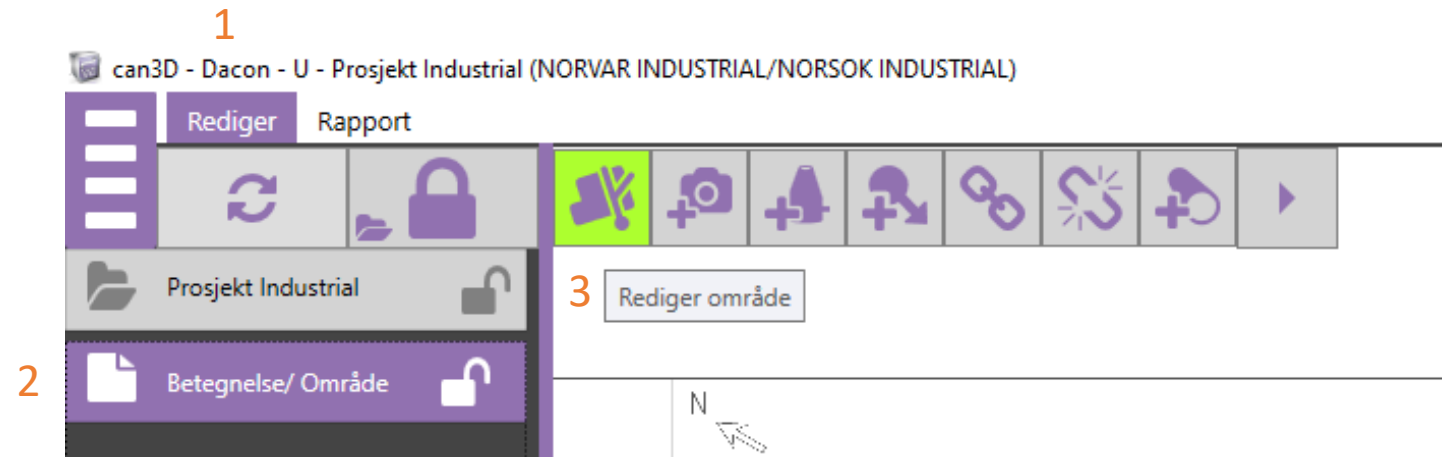 1
can3D - Dacon - U - Prosjekt Industrial (NORVAR INDUSTRIAL/NORSOK INDUSTRIAL)
Rediger Rapport
Prosjekt Industrial
3 Rediger område
2 Betegnelse/ Område
N